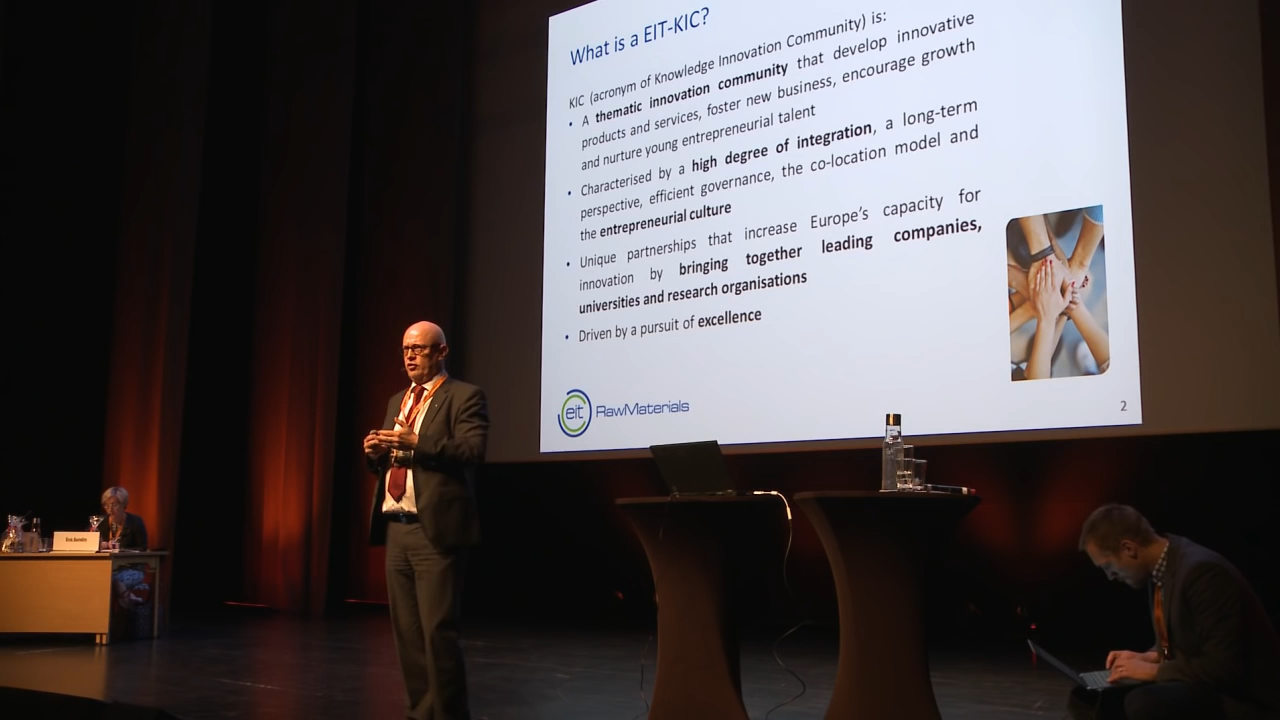 What is a EIT-KIC?
KIC (acronym of Knowledge Innovation Community) is:
• A thematic innovation community that develop innovative
products and services, foster new business, encourage growth
and nurture young entrepreneurial talent
• Characterised by a high degree of integration, a long-term
perspective, efficient governance, the co-location model and
the entrepreneurial culture
• Unique partnerships that increase Europe's capacity for
innovation by bringing together leading companies,
universities and research organisations
• Driven by a pursuit of excellence
eit RawMaterials
2